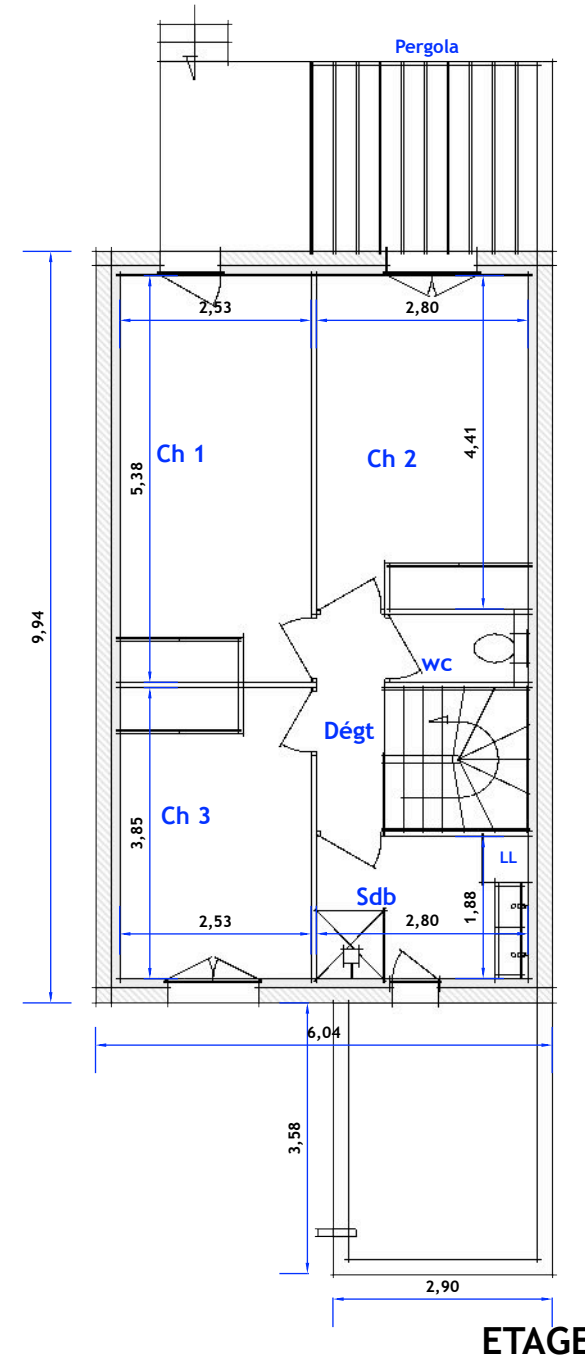 Pergola
2,53
2,80
Ch 1
Ch 2
4,41
5,38
9,94
WC
Dégt
Ch 3
3,85
LL
Sdb
1,88
2,53
2,80
6,04
3,58
2,90
ETAGE